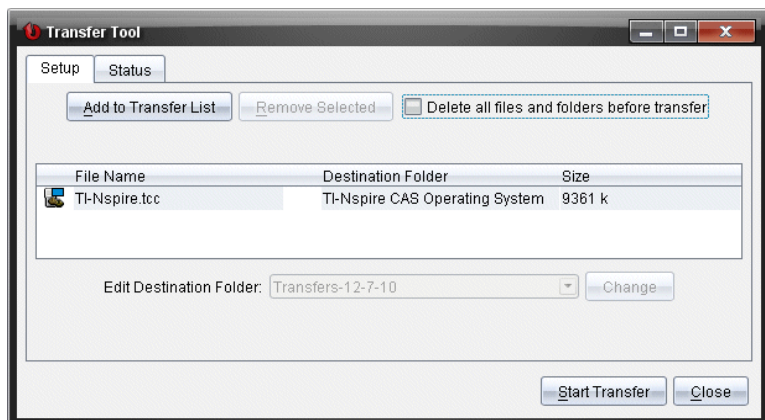 Transfer Tool
Setup Status
Add to Transfer List Remove Selected Delete all files and folders before transfer
File Name Destination Folder Size
TI-Nspire.tcc TI-Nspire CAS Operating System 9361 k
Edit Destination Folder: Transfers-12-7-10 Change
Start Transfer Close